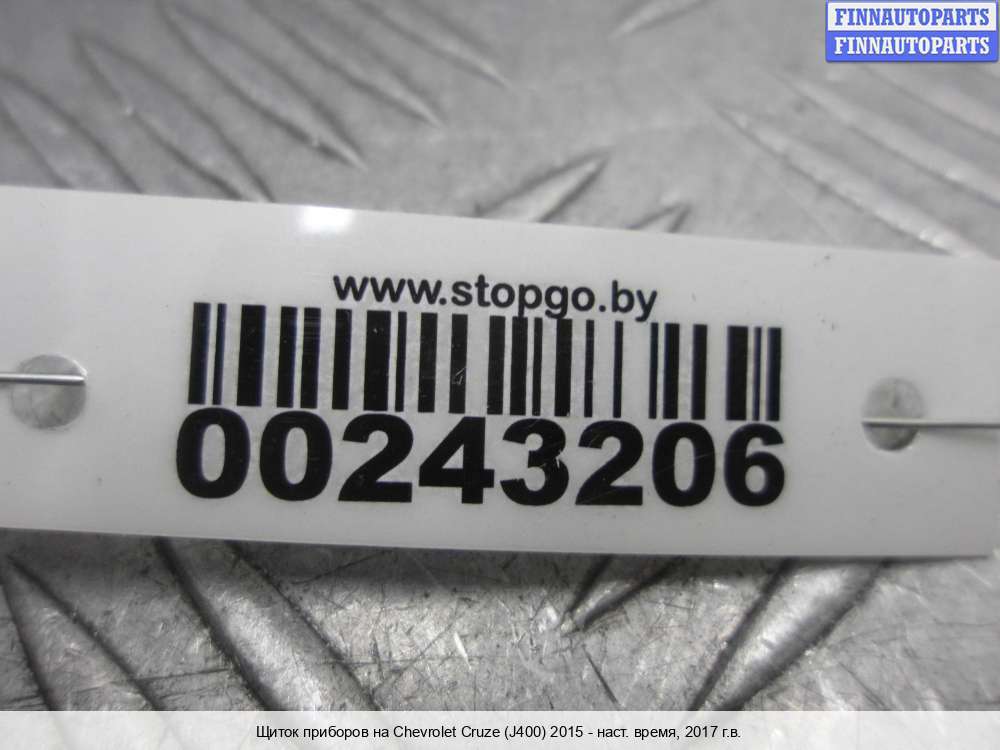 FINNAUTOPARTS
FINNAUTOPARTS
www.stopgo.by
00243206
Щиток приборов на Chevrolet Cruze (J400) 2015 - наст. время, 2017 г.в.